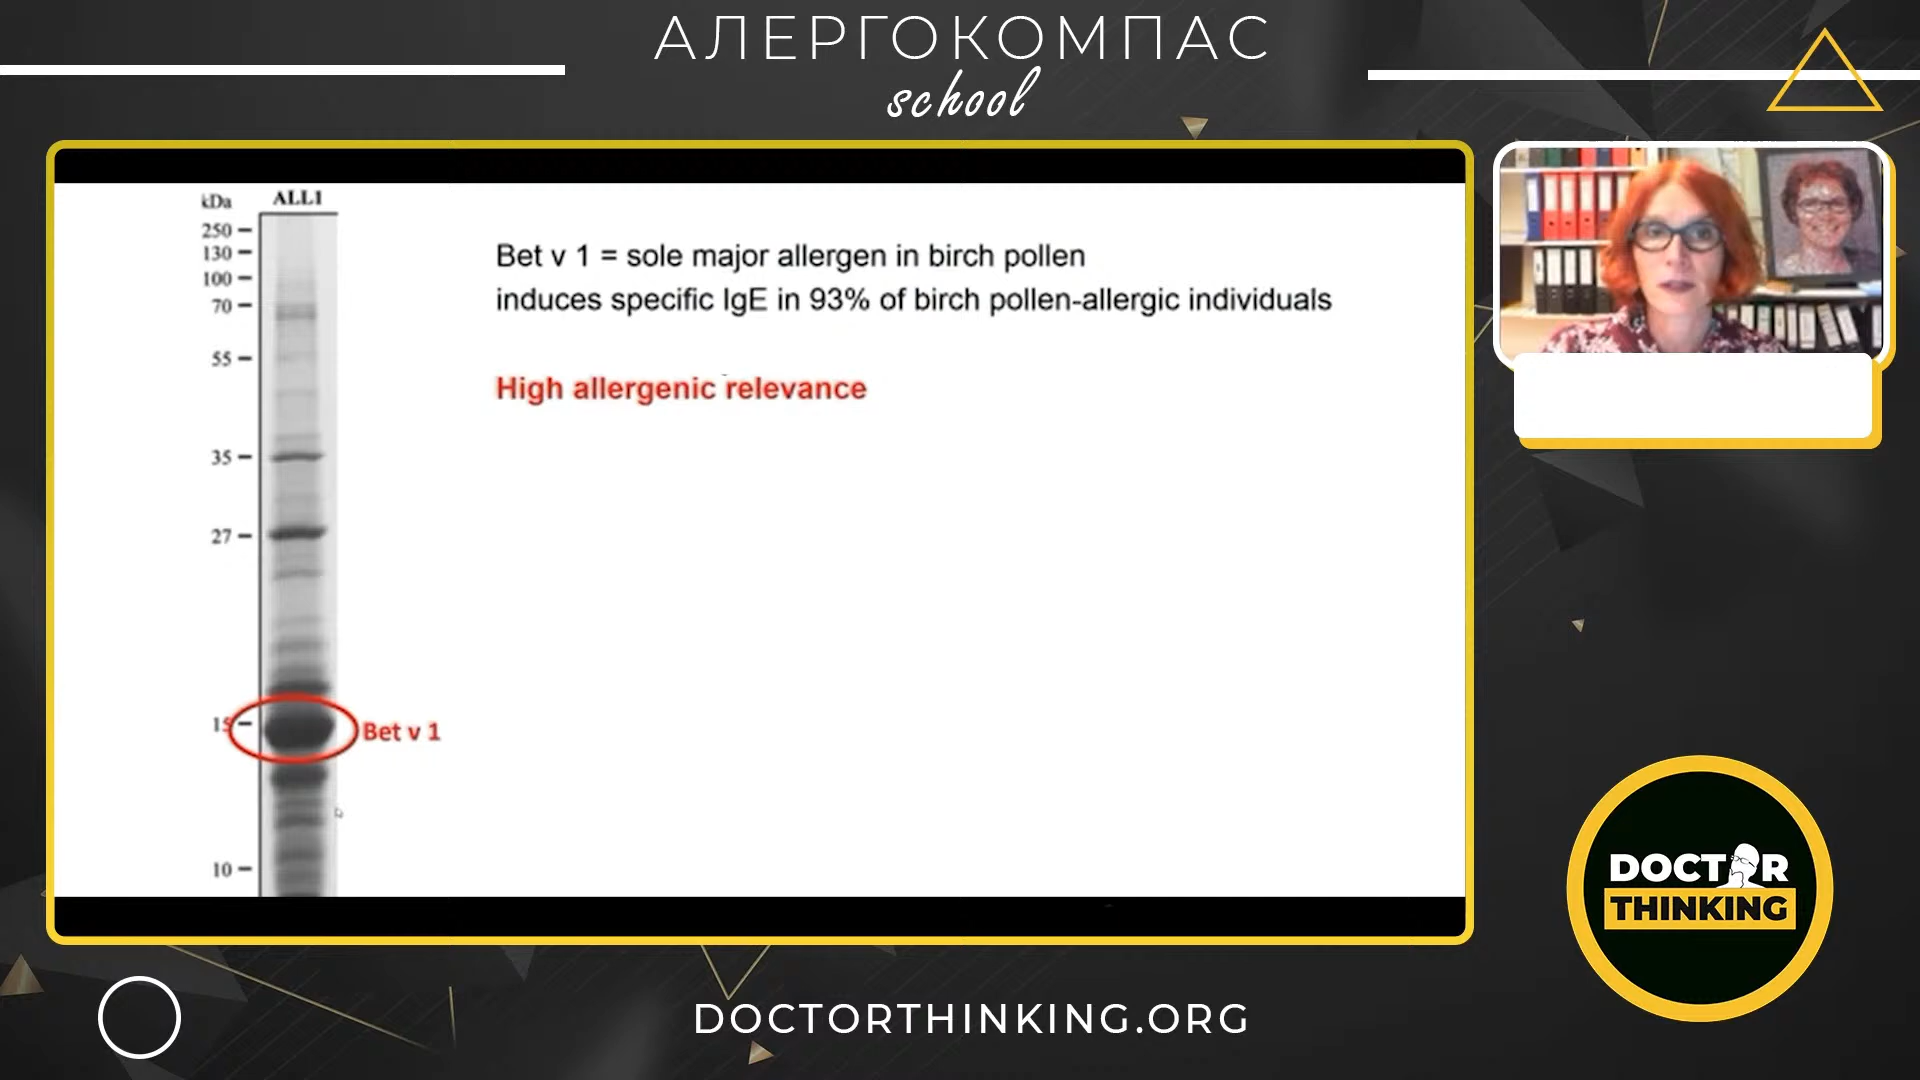 АЛЕРГОКОМПАС
school
kDa
ALL1
250
130
100
70
55
35
27
15
10
Bet v 1
Bet v 1 = sole major allergen in birch pollen
induces specific IgE in 93% of birch pollen-allergic individuals
High allergenic relevance
DOCTOR
THINKING
DOCTORTHINKING.ORG